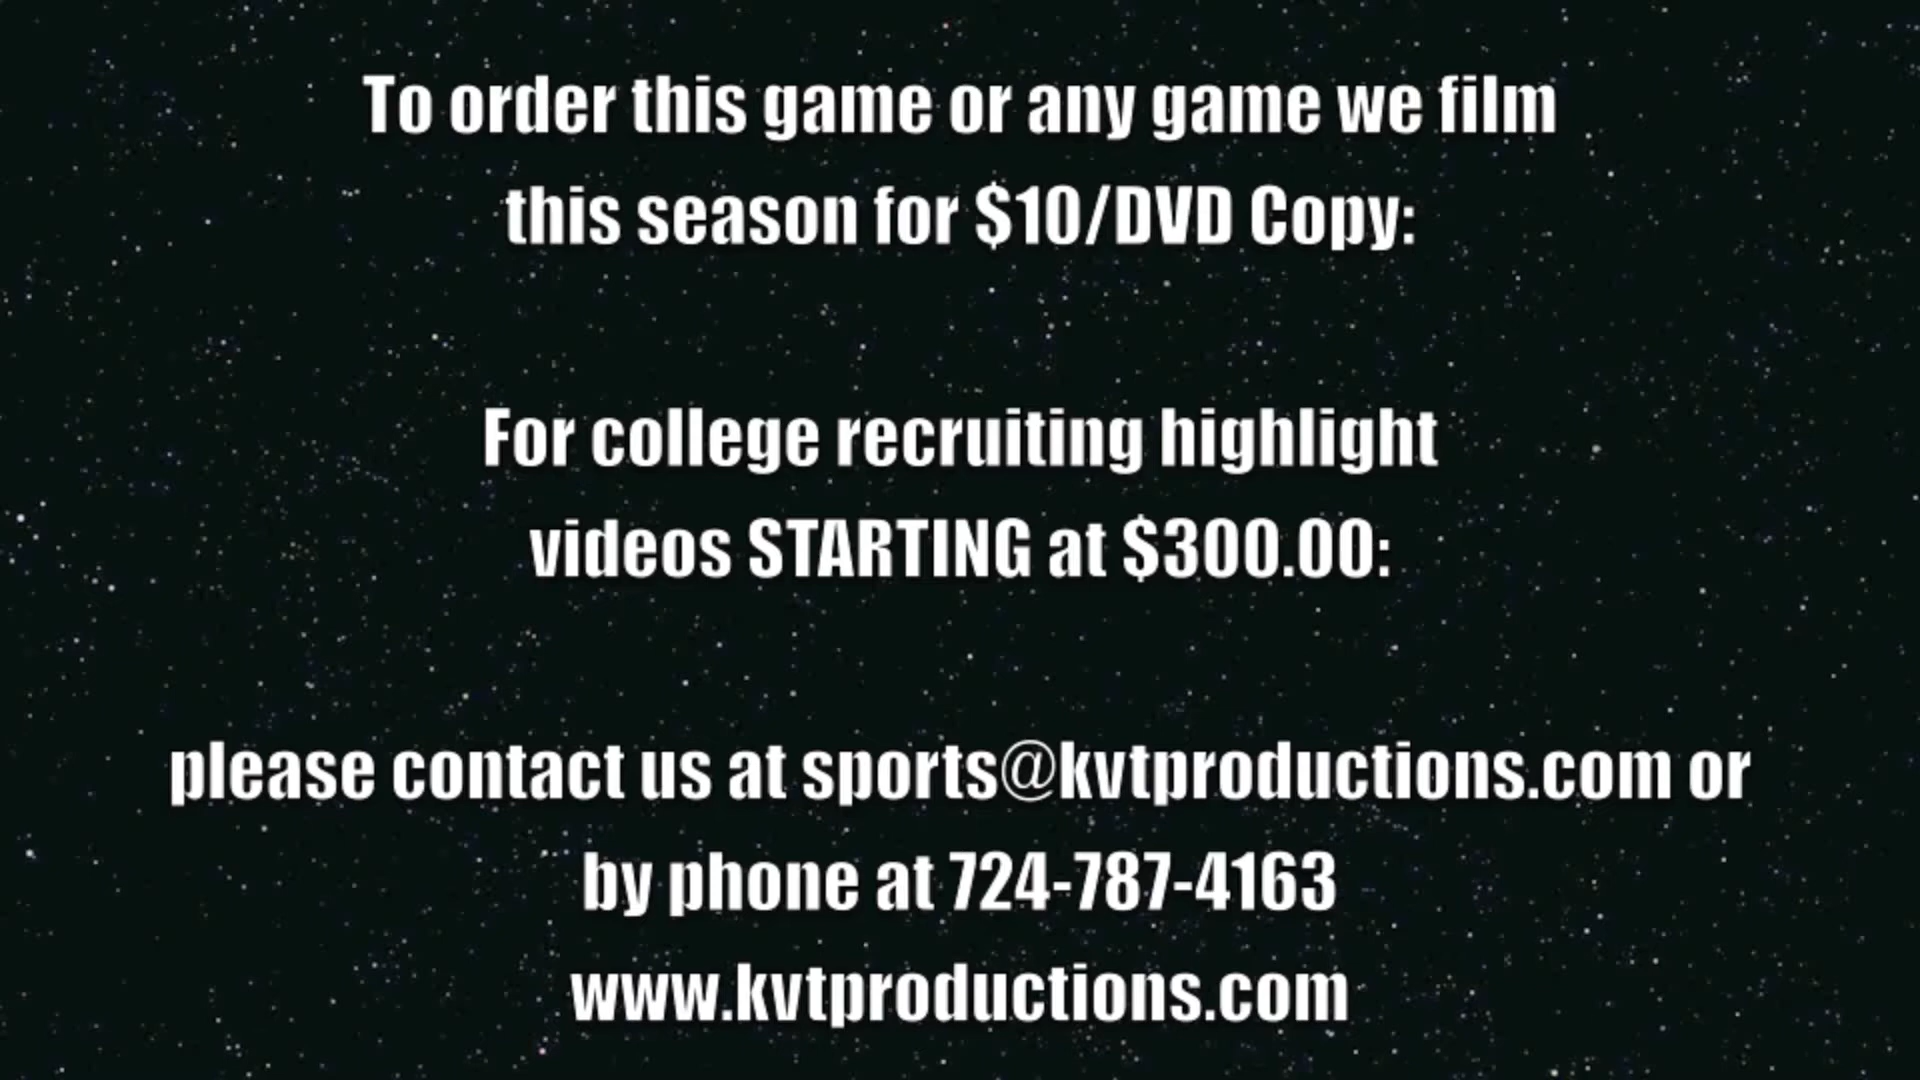 To order this game or any game we film
this season for $10/DVD Copy:
For college recruiting highlight
videos STARTING at $300.00:
please contact us at sports@kvtproductions.com or
by phone at 724-787-4163
www.kvtproductions.com